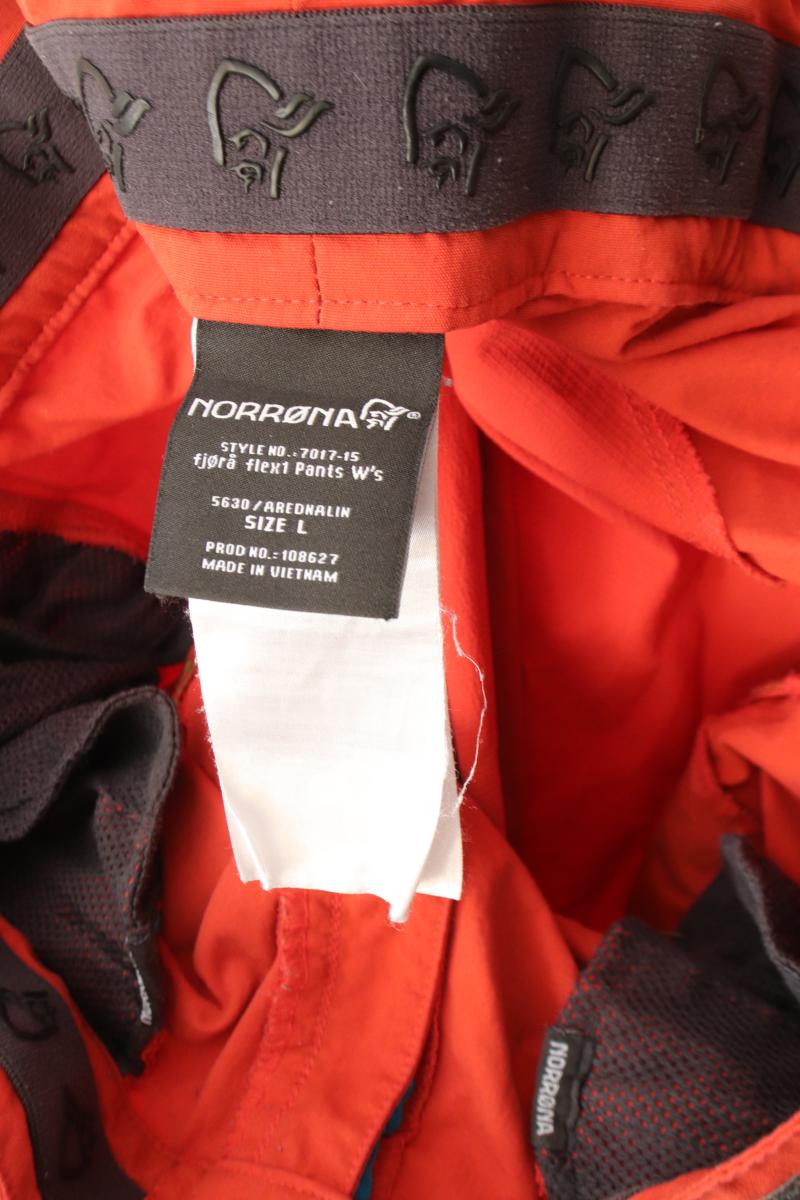 NORRØNA®
STYLE NO.:7017-15
fjørå flex1 Pants W's
5630/AREDNALIN
SIZE L
PROD NO.:108627
MADE IN VIETNAM
NORRØNA